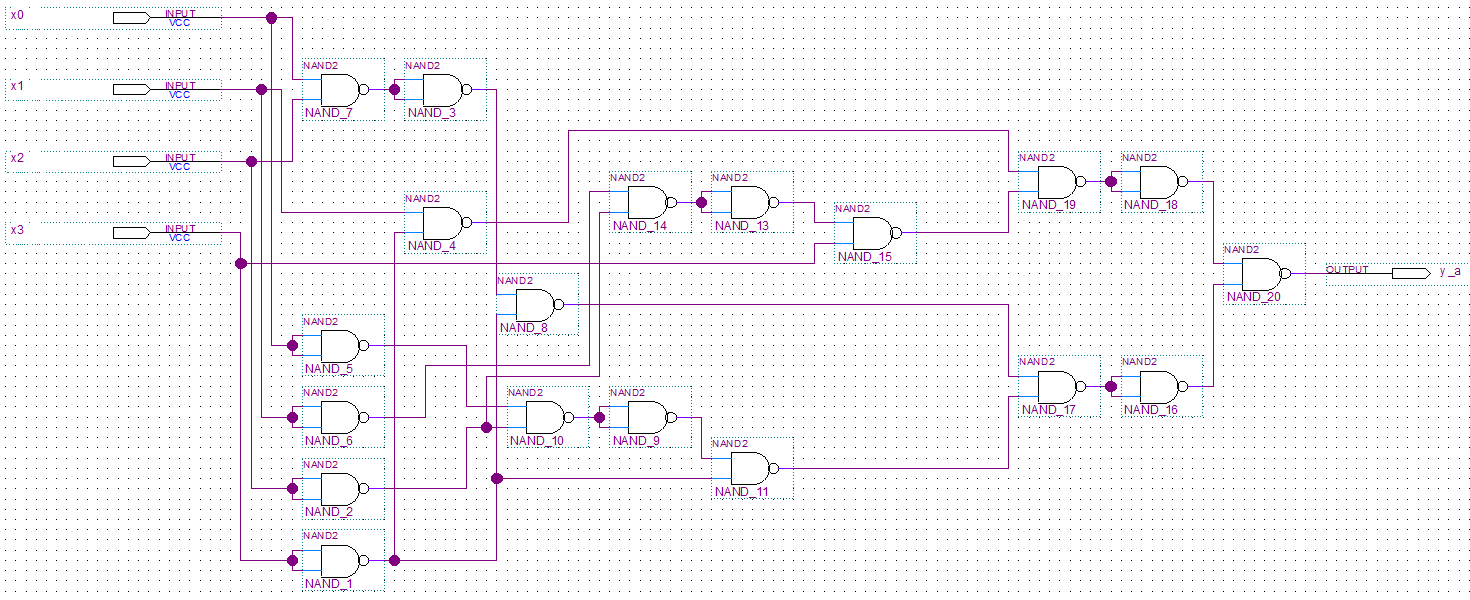 x0
INPUT
VCC
x1
INPUT
VCC
x2
INPUT
VCC
x3
INPUT
VCC
NAND2
NAND_7
NAND2
NAND_3
NAND2
NAND_4
NAND2
NAND_14
NAND2
NAND_13
NAND2
NAND_15
NAND2
NAND_19
NAND2
NAND_18
NAND2
NAND_20
OUTPUT
y_a
NAND2
NAND_8
NAND2
NAND_5
NAND2
NAND_6
NAND2
NAND_10
NAND2
NAND_9
NAND2
NAND_11
NAND2
NAND_17
NAND2
NAND_16
NAND2
NAND_2
NAND2
NAND_1